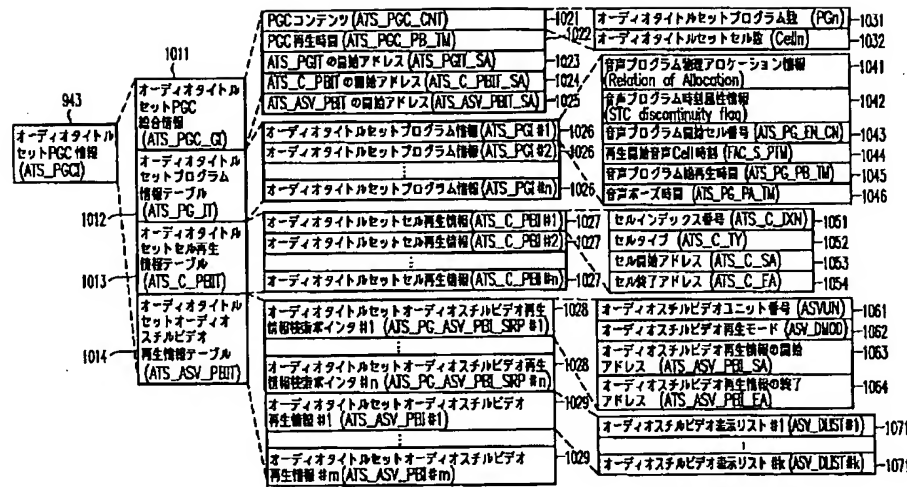 943
オーディオタイトル
セットPGC 情報
(ATS_PGCI)
1011
オーディオタイトル
セットPGC
総合情報
(ATS_PGC_GI)
オーディオタイトル
セットプログラム
情報テーブル
(ATS_PG_IT)
1012
オーディオタイトル
セットセル再生
情報テーブル
(ATS_C_PBIT)
1013
オーディオタイトル
セットオーディオ
スチルビデオ
再生情報テーブル
(ATS_ASV_PBIT)
1014
PGCコンテンツ (ATS_PGC_CNT)
1021
PGC再生時間 (ATS_PGC_PB_TM)
1022
ATS_PGITの開始アドレス (ATS_PGIT_SA)
1023
ATS_C_PBITの開始アドレス (ATS_C_PBIT_SA)
1024
ATS_ASV_PBITの開始アドレス (ATS_ASV_PBIT_SA)
1025
オーディオタイトルセットプログラム情報 (ATS_PGI #1)
1026
オーディオタイトルセットプログラム情報 (ATS_PGI #2)
1026
オーディオタイトルセットプログラム情報 (ATS_PGI #n)
1026
オーディオタイトルセットセル再生情報 (ATS_C_PBI #1)
1027
オーディオタイトルセットセル再生情報 (ATS_C_PBI #2)
1027
オーディオタイトルセットセル再生情報 (ATS_C_PBI #n)
1027
オーディオタイトルセットオーディオスチルビデオ再生
情報検索ポインタ #1 (ATS_PG_ASV_PBI_SRP #1)
1028
オーディオタイトルセットオーディオスチルビデオ再生
情報検索ポインタ #n (ATS_PG_ASV_PBI_SRP #n)
1028
オーディオタイトルセットオーディオスチルビデオ
再生情報 #1 (ATS_ASV_PBI #1)
1029
オーディオタイトルセットオーディオスチルビデオ
再生情報 #m (ATS_ASV_PBI #m)
1029
オーディオタイトルセットプログラム数 (PGn)
1031
オーディオタイトルセットセル数 (Celln)
1032
音声プログラム物理アロケーション情報
(Relation of Allocation)
1041
音声プログラム時刻属性情報
(STC discontinuity flag)
1042
音声プログラム開始セル番号 (ATS_PG_EN_CN)
1043
再生開始音声Cell時刻 (FAC_S_PTM)
1044
音声プログラム総再生時間 (ATS_PG_PB_TM)
1045
音声ポーズ時間 (ATS_PG_PA_TM)
1046
セルインデックス番号 (ATS_C_IXN)
1051
セルタイプ (ATS_C_TY)
1052
セル開始アドレス (ATS_C_SA)
1053
セル終了アドレス (ATS_C_EA)
1054
オーディオスチルビデオユニット番号 (ASVUN)
1061
オーディオスチルビデオ再生モード (ASV_DMOD)
1062
オーディオスチルビデオ再生情報の開始
アドレス (ATS_ASV_PBI_SA)
1063
オーディオスチルビデオ再生情報の終了
アドレス (ATS_ASV_PBI_EA)
1064
オーディオスチルビデオ表示リスト #1 (ASV_DLIST #1)
1071
オーディオスチルビデオ表示リスト #k (ASV_DLIST #k)
1071